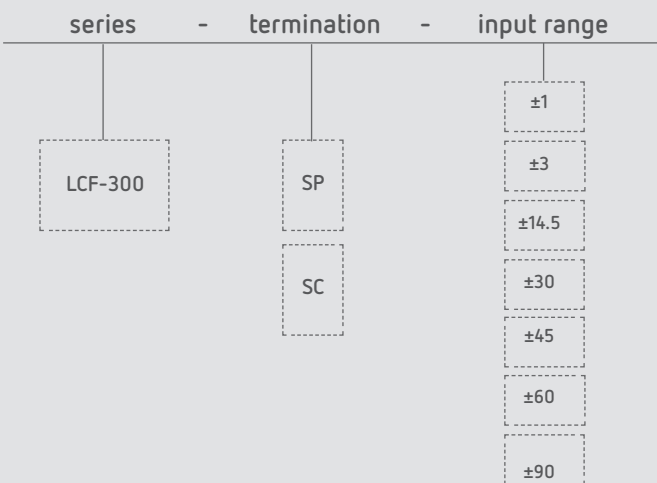 series - termination - input range
±1
±3
LCF-300
SP
±14.5
SC
±30
±45
±60
±90